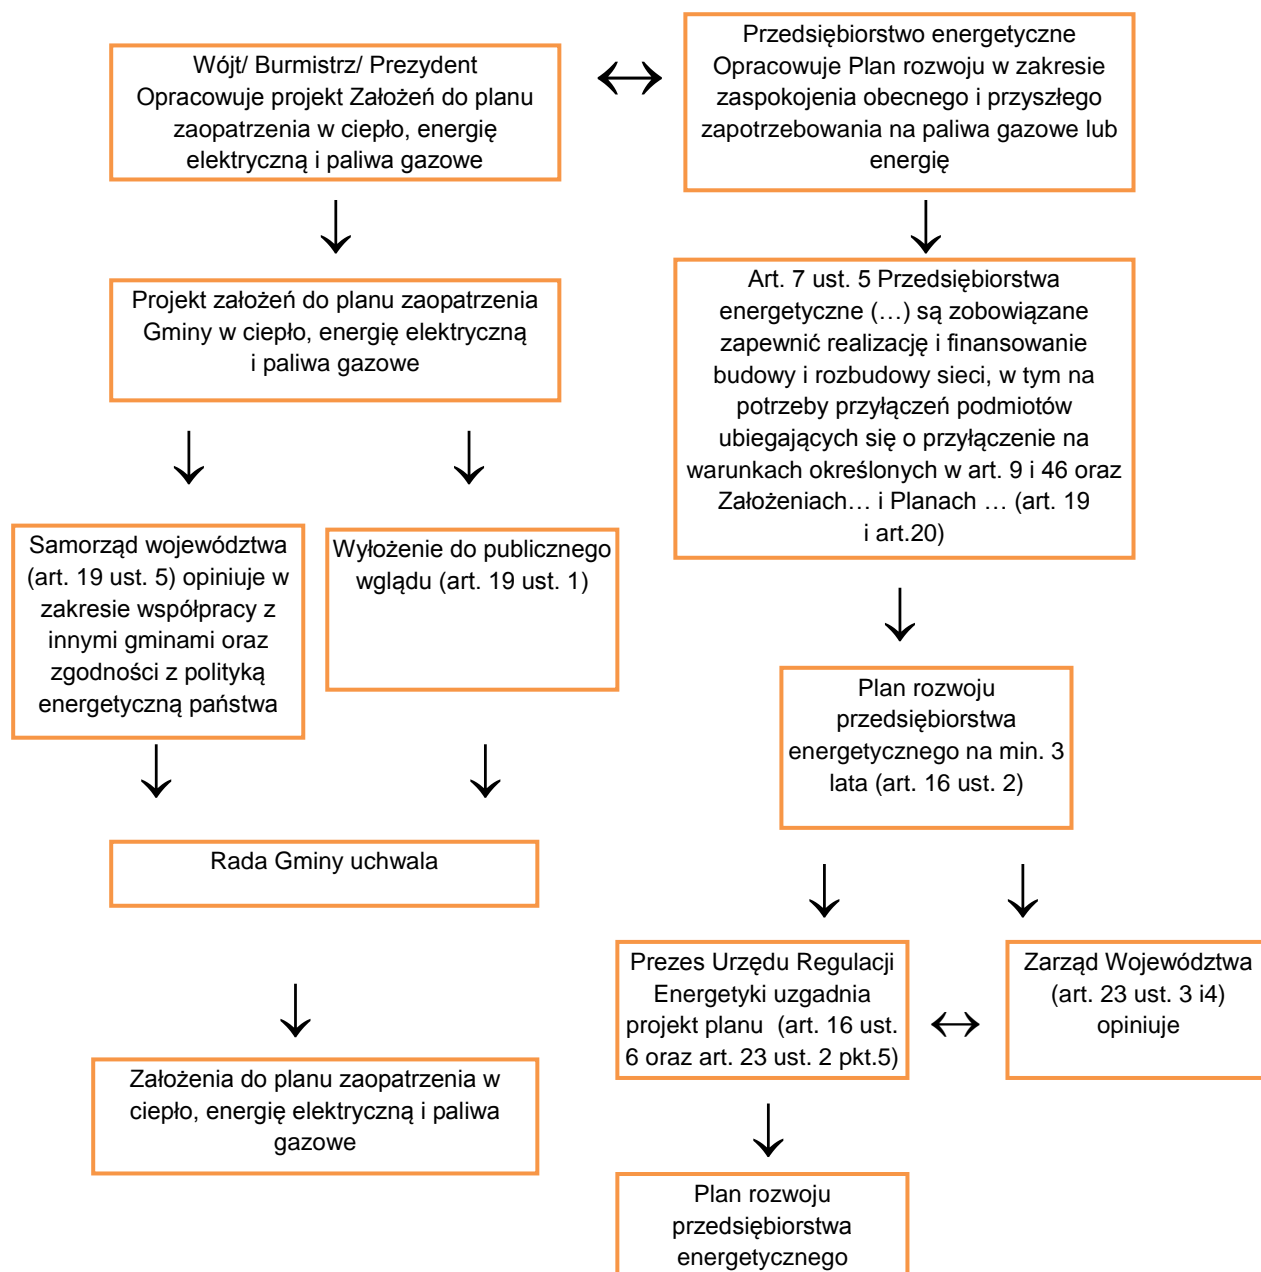 Wójt/ Burmistrz/ Prezydent
Opracowuje projekt Założeń do planu
zaopatrzenia w ciepło, energię
elektryczną i paliwa gazowe
Przedsiębiorstwo energetyczne
Opracowuje Plan rozwoju w zakresie
zaspokojenia obecnego i przyszłego
zapotrzebowania na paliwa gazowe lub
energię
Projekt założeń do planu zaopatrzenia
Gminy w ciepło, energię elektryczną
i paliwa gazowe
Art. 7 ust. 5 Przedsiębiorstwa
energetyczne (…) są zobowiązane
zapewnić realizację i finansowanie
budowy i rozbudowy sieci, w tym na
potrzeby przyłączeń podmiotów
ubiegających się o przyłączenie na
warunkach określonych w art. 9 i 46 oraz
Założeniach… i Planach … (art. 19
i art.20)
Samorząd województwa
(art. 19 ust. 5) opiniuje w
zakresie współpracy z
innymi gminami oraz
zgodności z polityką
energetyczną państwa
Wyłożenie do publicznego
wglądu (art. 19 ust. 1)
Plan rozwoju
przedsiębiorstwa
energetycznego na min. 3
lata (art. 16 ust. 2)
Rada Gminy uchwala
Prezes Urzędu Regulacji
Energetyki uzgadnia
projekt planu (art. 16 ust.
6 oraz art. 23 ust. 2 pkt.5)
Zarząd Województwa
(art. 23 ust. 3 i4)
opiniuje
Założenia do planu zaopatrzenia w
ciepło, energię elektryczną i paliwa
gazowe
Plan rozwoju
przedsiębiorstwa
energetycznego